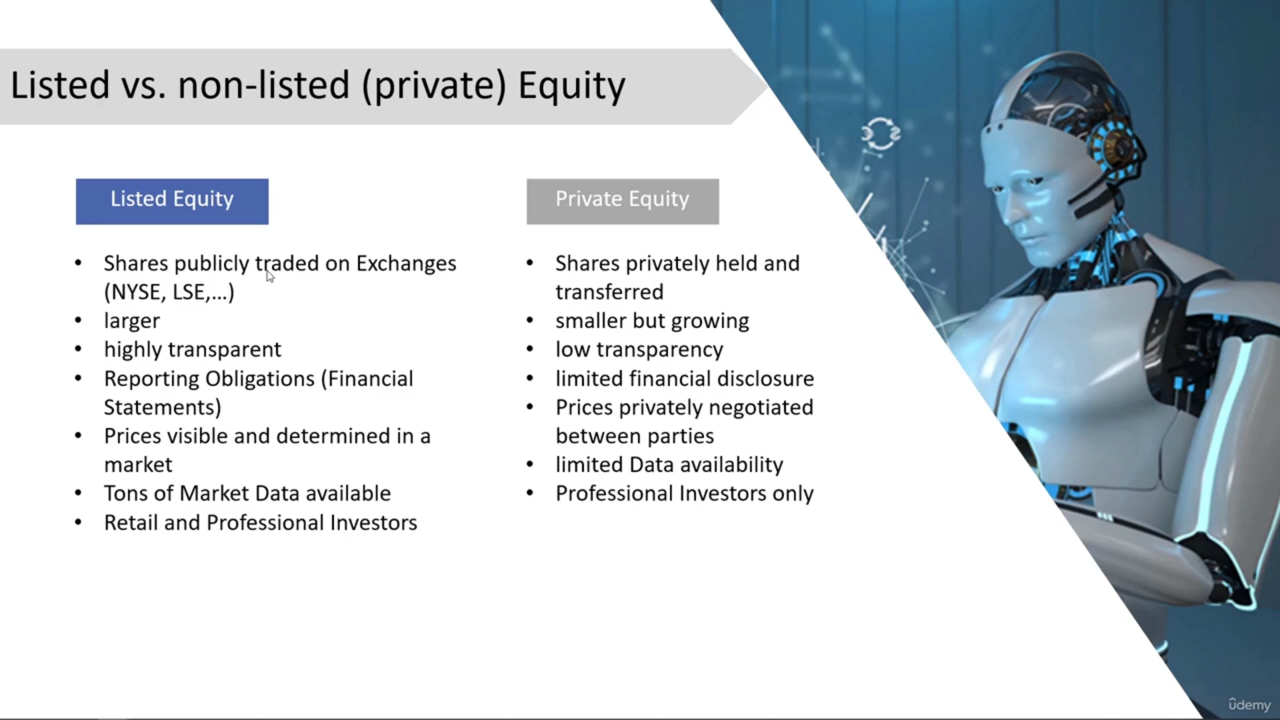 Listed vs. non-listed (private) Equity
Listed Equity
• Shares publicly traded on Exchanges
(NYSE, LSE,...)
• larger
• highly transparent
• Reporting Obligations (Financial
Statements)
• Prices visible and determined in a
market
• Tons of Market Data available
• Retail and Professional Investors
Private Equity
• Shares privately held and
transferred
• smaller but growing
• low transparency
• limited financial disclosure
• Prices privately negotiated
between parties
• limited Data availability
• Professional Investors only
ûdemy